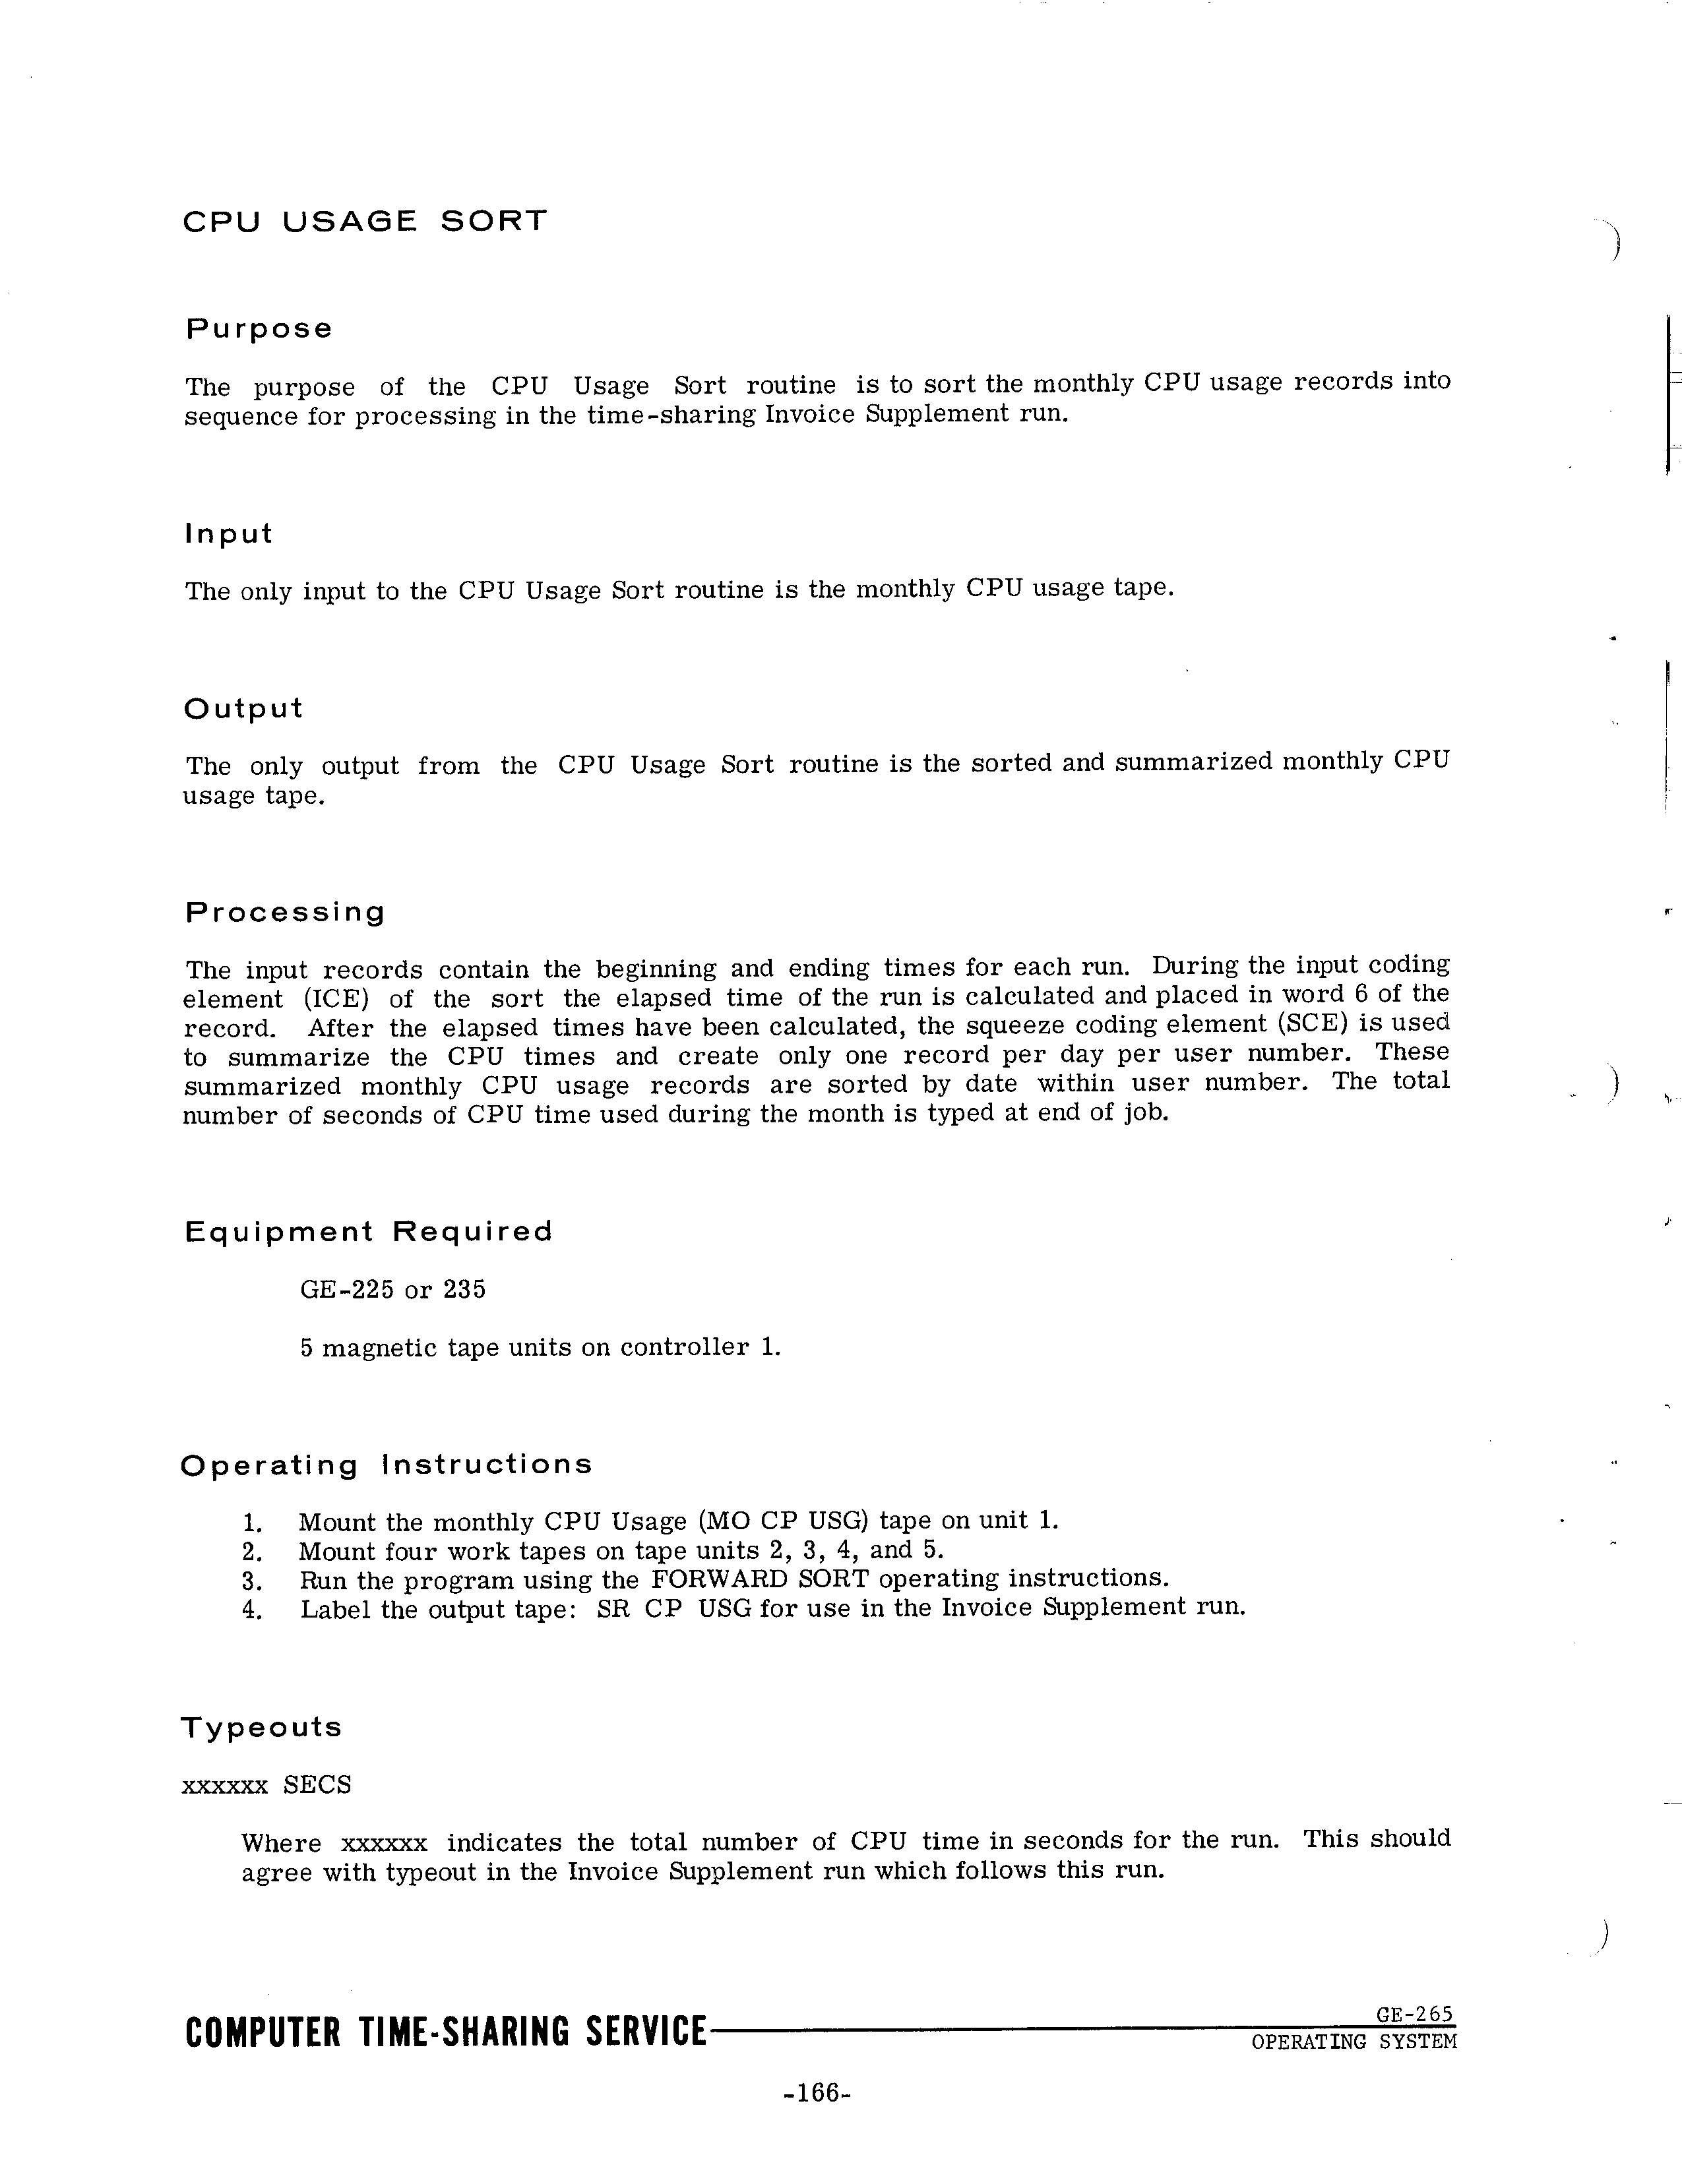 CPU USAGE SORT
Purpose
The purpose of the CPU Usage Sort routine is to sort the monthly CPU usage records into
sequence for processing in the time-sharing Invoice Supplement run.
Input
The only input to the CPU Usage Sort routine is the monthly CPU usage tape.
Output
The only output from the CPU Usage Sort routine is the sorted and summarized monthly CPU
usage tape.
Processing
The input records contain the beginning and ending times for each run. During the input coding
element (ICE) of the sort the elapsed time of the run is calculated and placed in word 6 of the
record. After the elapsed times have been calculated, the squeeze coding element (SCE) is used
to summarize the CPU times and create only one record per day per user number. These
summarized monthly CPU usage records are sorted by date within user number. The total
number of seconds of CPU time used during the month is typed at end of job.
Equipment Required
GE-225 or 235
5 magnetic tape units on controller 1.
Operating Instructions
1. Mount the monthly CPU Usage (MO CP USG) tape on unit 1.
2. Mount four work tapes on tape units 2, 3, 4, and 5.
3. Run the program using the FORWARD SORT operating instructions.
4. Label the output tape: SR CP USG for use in the Invoice Supplement run.
Typeouts
xxxxxx SECS
Where xxxxxx indicates the total number of CPU time in seconds for the run. This should
agree with typeout in the Invoice Supplement run which follows this run.
COMPUTER TIME-SHARING SERVICE
GE-265
OPERATING SYSTEM
-166-